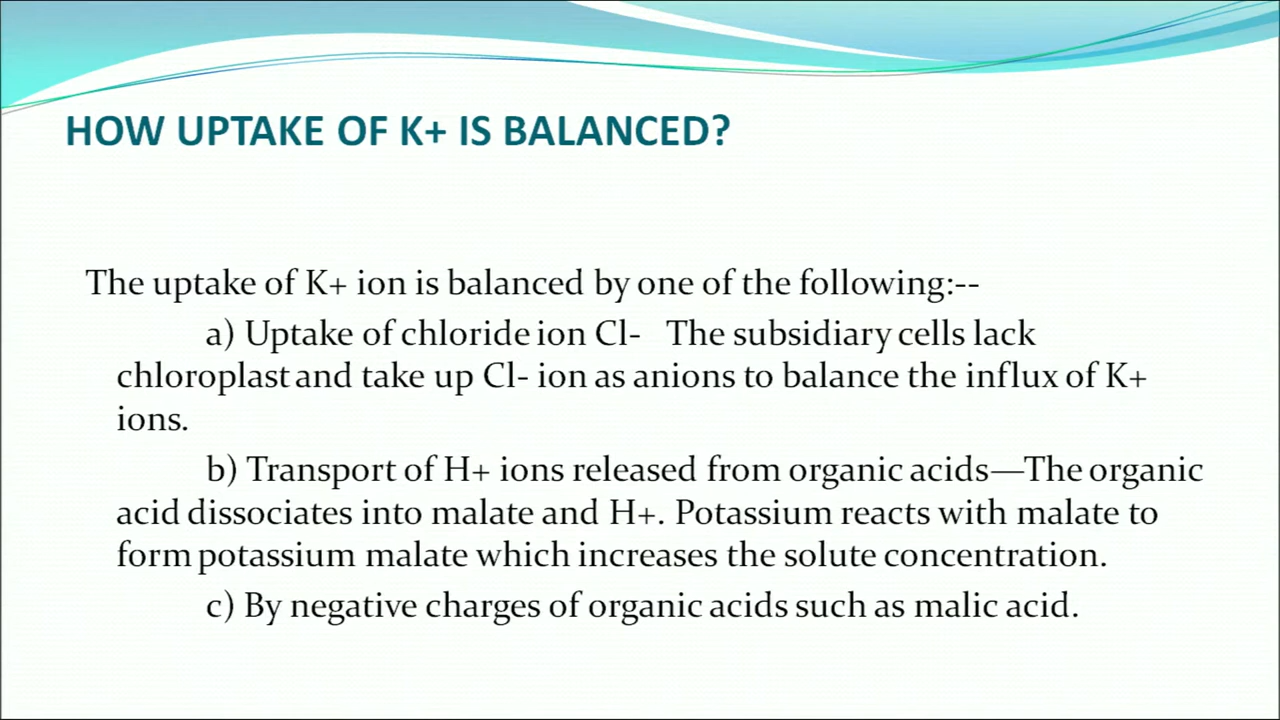 HOW UPTAKE OF K+ IS BALANCED?
The uptake of K+ ion is balanced by one of the following:--
a) Uptake of chloride ion Cl- The subsidiary cells lack
chloroplast and take up Cl- ion as anions to balance the influx of K+
ions.
b) Transport of H+ ions released from organic acids—The organic
acid dissociates into malate and H+. Potassium reacts with malate to
form potassium malate which increases the solute concentration.
c) By negative charges of organic acids such as malic acid.